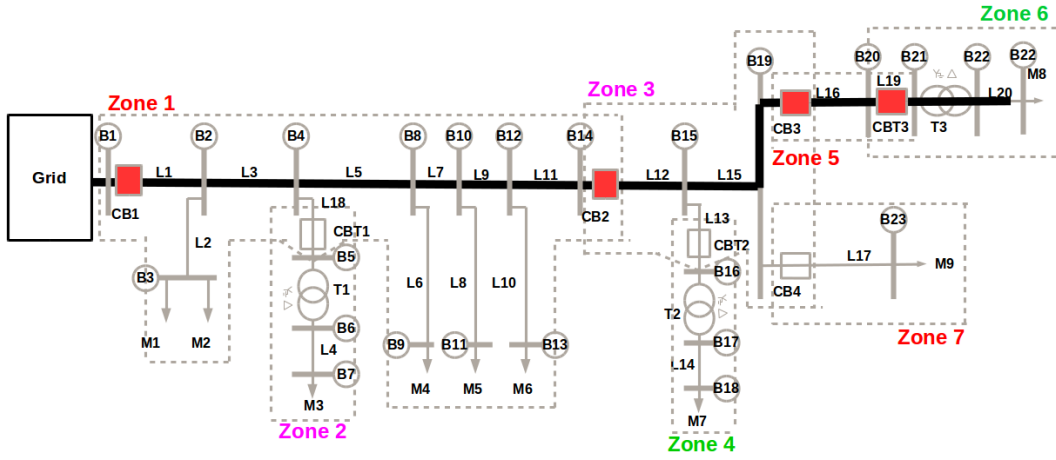 Zone 6
B20
B21
B22
B22
B19
M8
L19
L16
L20
Zone 3
CBT3
T3
Zone 1
CB3
B1
B2
B4
B8
B10
B12
B14
B15
Zone 5
Grid
L1
L3
L5
L7
L9
L11
L12
L15
CB1
CB2
L18
L13
B23
CBT1
CBT2
L2
B5
L17
M9
B3
T1
L6
L8
L10
B16
CB4
T2
B6
M1
M2
L4
B9
B11
B13
B17
Zone 7
L14
B7
M4
M5
M6
B18
M3
M7
Zone 2
Zone 4